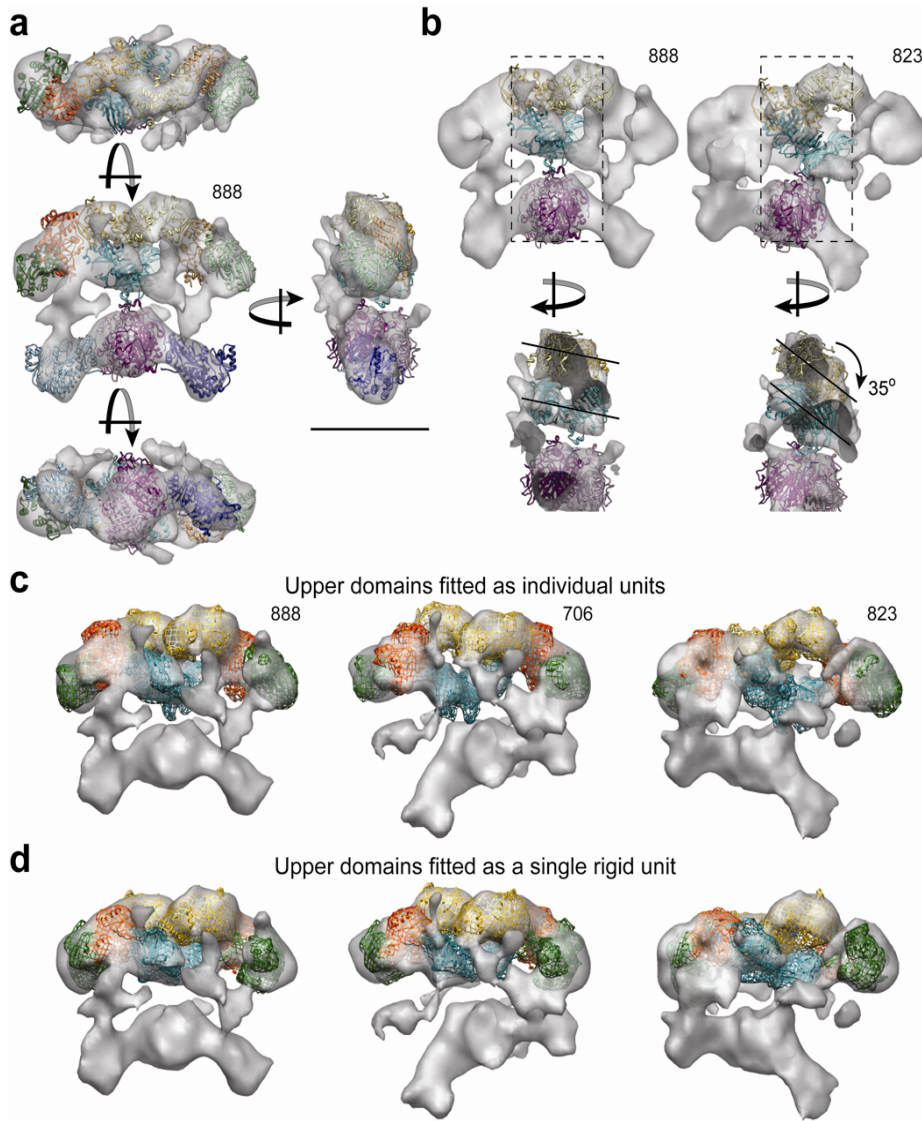 a
888
b
888
823
35°
c
Upper domains fitted as individual units
888
706
823
d
Upper domains fitted as a single rigid unit